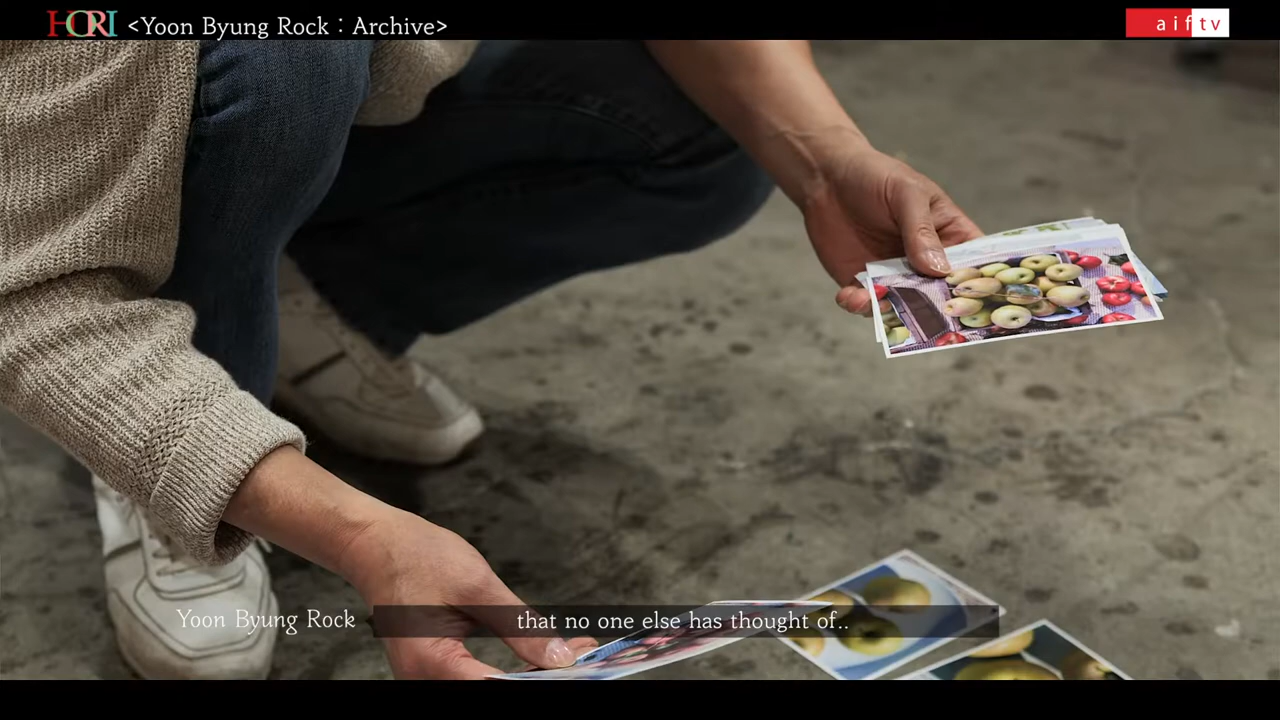 HORI <Yoon Byung Rock : Archive>
aiftv
Yoon Byung Rock
that no one else has thought of..